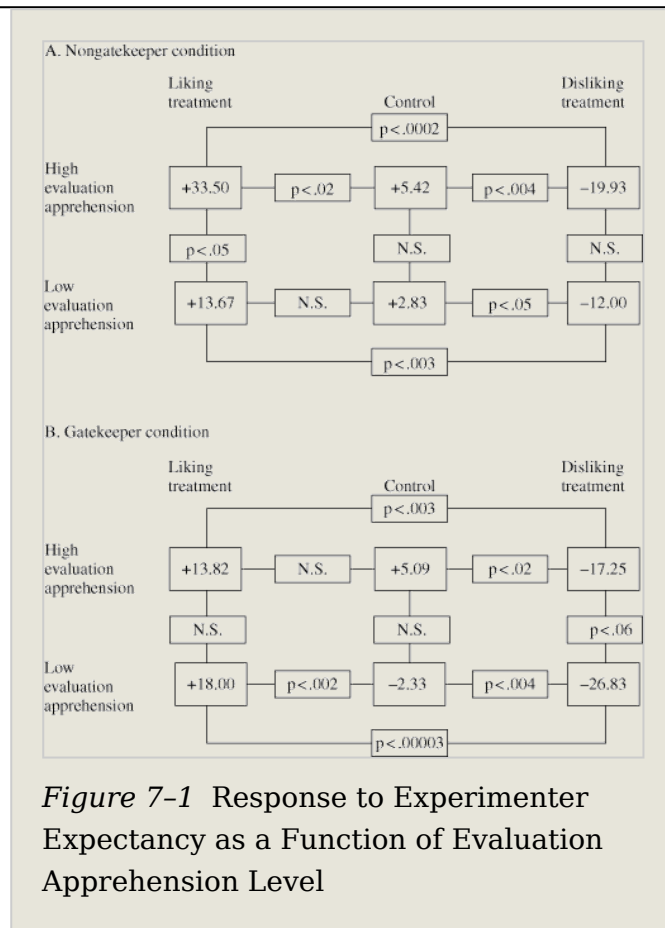 A. Nongatekeeper condition
Liking treatment
Control
Disliking treatment
p<.0002
High evaluation apprehension
+33.50
p<.02
+5.42
p<.004
−19.93
p<.05
N.S.
N.S.
Low evaluation apprehension
+13.67
N.S.
+2.83
p<.05
−12.00
p<.003
B. Gatekeeper condition
Liking treatment
Control
Disliking treatment
p<.003
High evaluation apprehension
+13.82
N.S.
+5.09
p<.02
−17.25
N.S.
N.S.
p<.06
Low evaluation apprehension
+18.00
p<.002
−2.33
p<.004
−26.83
p<.00003
Figure 7–1 Response to Experimenter
Expectancy as a Function of Evaluation
Apprehension Level